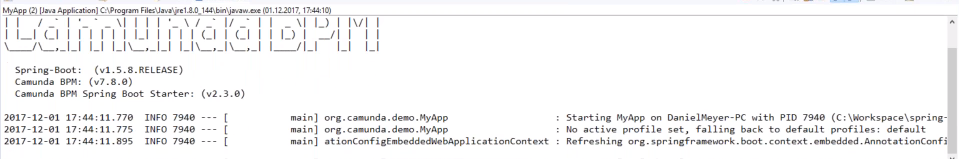 MyApp (2) [Java Application] C:\Program Files\Java\jre1.8.0_144\bin\javaw.exe (01.12.2017, 17:44:10)
Camunda BPM
Spring-Boot:  (v1.5.8.RELEASE)
Camunda BPM: (v7.8.0)
Camunda BPM Spring Boot Starter: (v2.3.0)
2017-12-01 17:44:11.770  INFO 7940 --- [           main] org.camunda.demo.MyApp                   : Starting MyApp on DanielMeyer-PC with PID 7940 (C:\Workspace\spring-
2017-12-01 17:44:11.775  INFO 7940 --- [           main] org.camunda.demo.MyApp                   : No active profile set, falling back to default profiles: default
2017-12-01 17:44:11.895  INFO 7940 --- [           main] ationConfigEmbeddedWebApplicationContext : Refreshing org.springframework.boot.context.embedded.AnnotationConfi